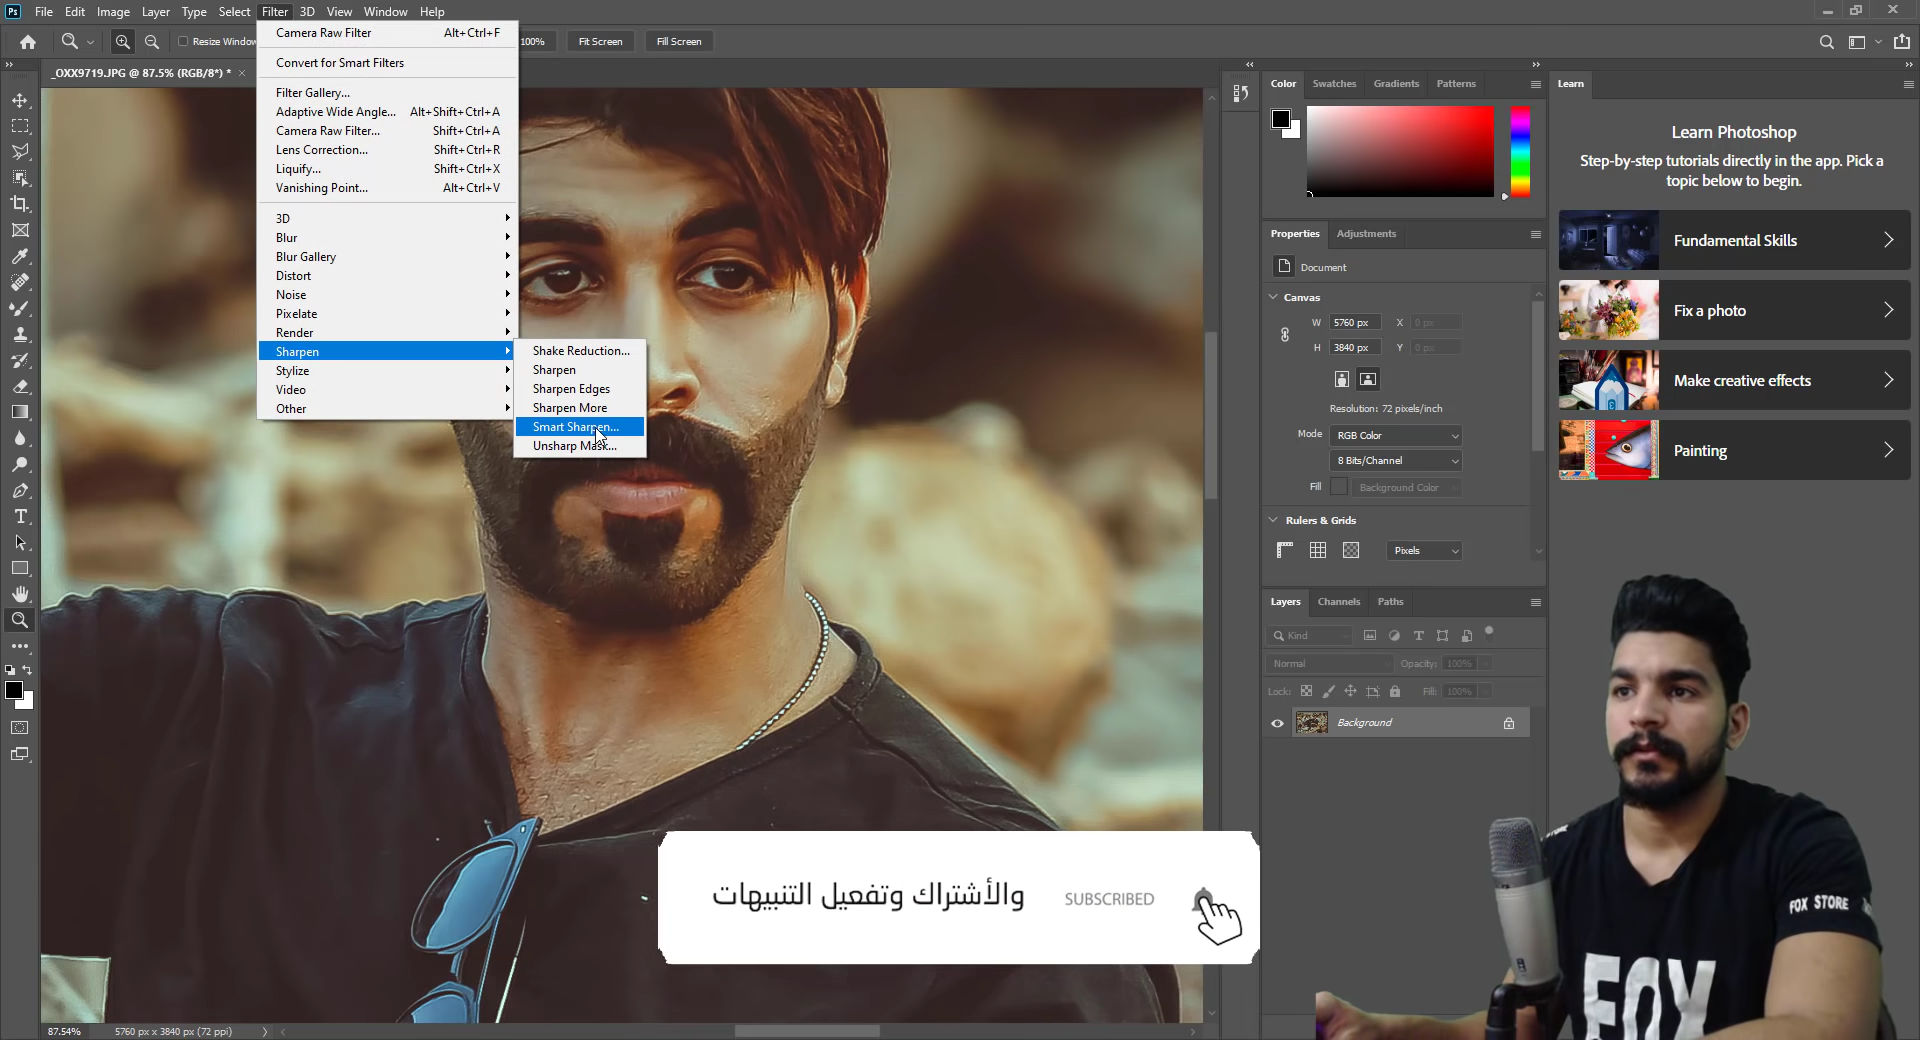 Ps File Edit Image Layer Type Select Filter 3D View Window Help
Resize Window
100% Fit Screen Fill Screen
_OXX9719.JPG @ 87.5% (RGB/8*) *
Camera Raw Filter Alt+Ctrl+F
Convert for Smart Filters
Filter Gallery...
Adaptive Wide Angle... Alt+Shift+Ctrl+A
Camera Raw Filter... Shift+Ctrl+A
Lens Correction... Shift+Ctrl+R
Liquify... Shift+Ctrl+X
Vanishing Point... Alt+Ctrl+V
3D
Blur
Blur Gallery
Distort
Noise
Pixelate
Render
Sharpen
Stylize
Video
Other
Shake Reduction...
Sharpen
Sharpen Edges
Sharpen More
Smart Sharpen...
Unsharp Mask...
Color Swatches Gradients Patterns
Properties Adjustments
Document
Canvas
W 5760 px X 0 px
H 3840 px Y 0 px
Resolution: 72 pixels/inch
Mode RGB Color
8 Bits/Channel
Fill Background Color
Rulers & Grids
Pixels
Layers Channels Paths
Kind
Normal Opacity: 100%
Lock: Fill: 100%
Background
Learn
Learn Photoshop
Step-by-step tutorials directly in the app. Pick a
topic below to begin.
Fundamental Skills
Fix a photo
Make creative effects
Painting
والأشتراك وتفعيل التنبيهات
SUBSCRIBED
FOX STORE
FOX
87.54% 5760 px x 3840 px (72 ppi)